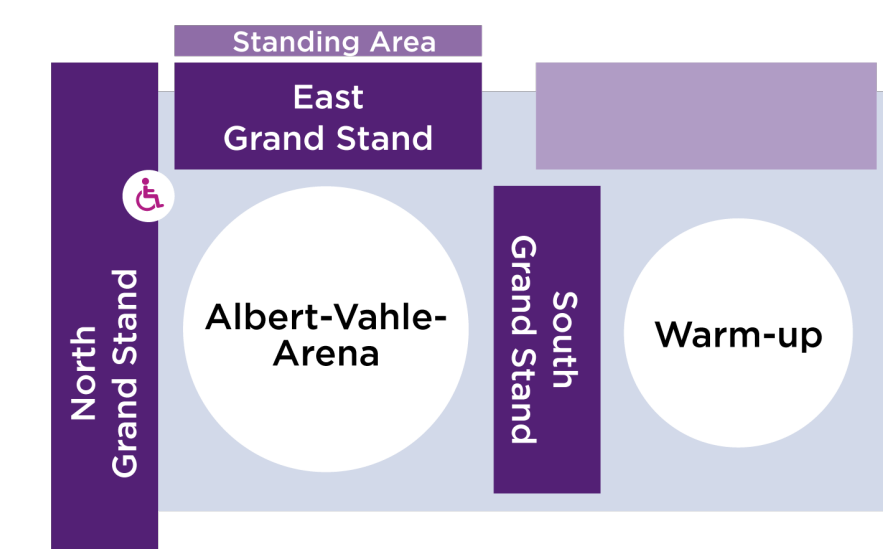 Standing Area
East
Grand Stand
North
Grand Stand
Albert-Vahle-
Arena
South
Grand Stand
Warm-up